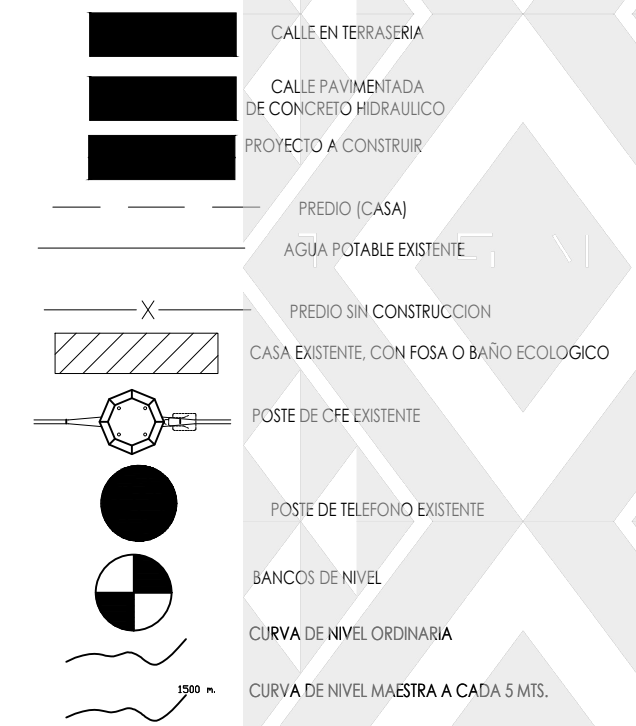 CALLE EN TERRASERIA
CALLE PAVIMENTADA
DE CONCRETO HIDRAULICO
PROYECTO A CONSTRUIR
PREDIO (CASA)
AGUA POTABLE EXISTENTE
X
PREDIO SIN CONSTRUCCION
CASA EXISTENTE, CON FOSA O BAÑO ECOLOGICO
POSTE DE CFE EXISTENTE
POSTE DE TELEFONO EXISTENTE
BANCOS DE NIVEL
CURVA DE NIVEL ORDINARIA
1500 m.
CURVA DE NIVEL MAESTRA A CADA 5 MTS.